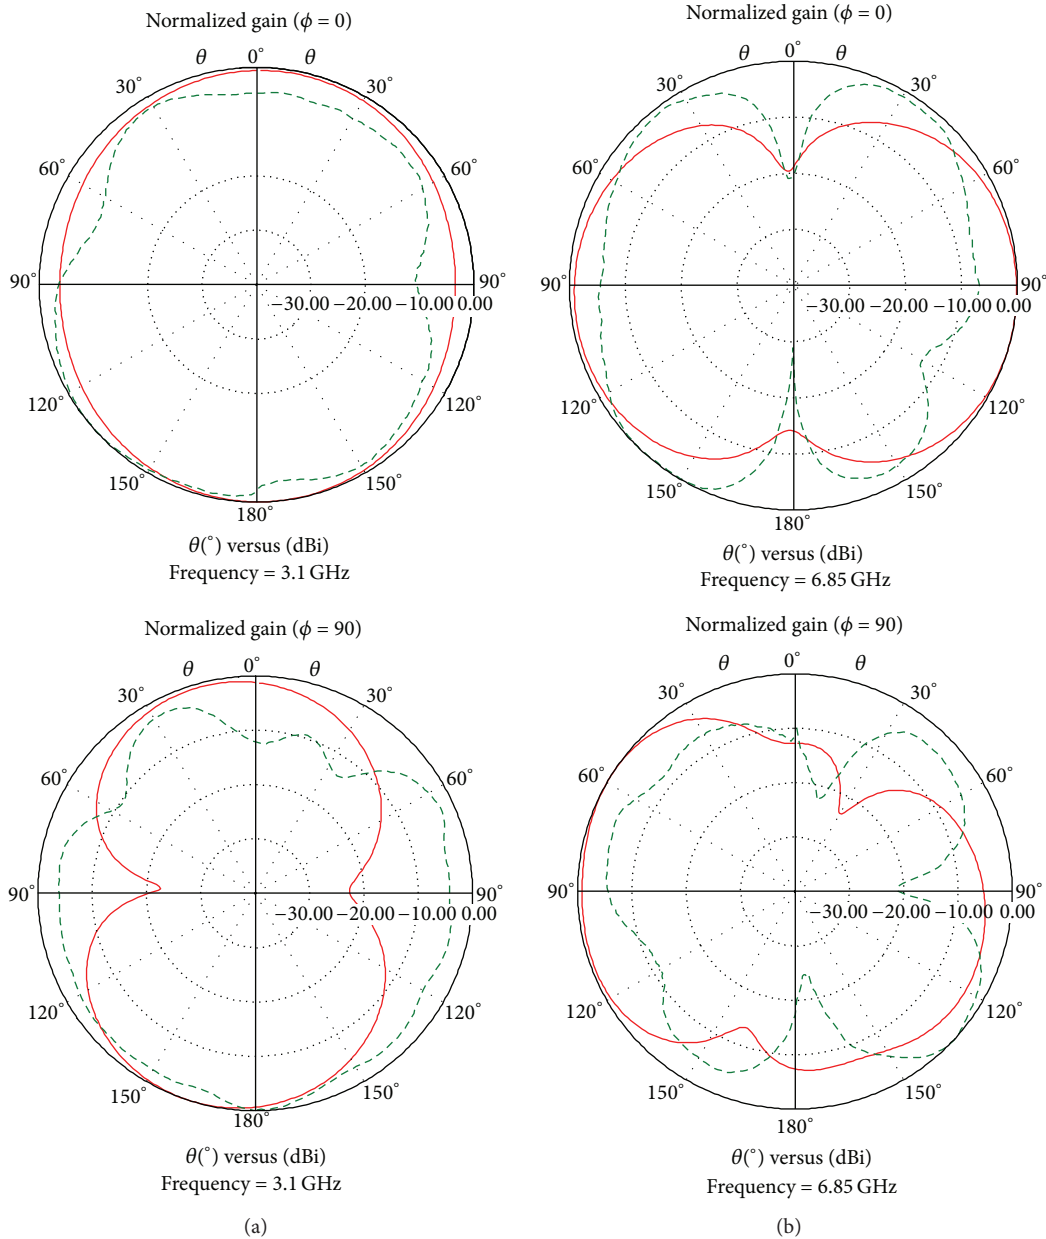 Normalized gain (ϕ = 0)
θ 0° θ
30° 30°
60° 60°
90° 90°
−30.00 −20.00 −10.00 0.00
120° 120°
150° 150°
180°
θ(°) versus (dBi)
Frequency = 3.1 GHz
Normalized gain (ϕ = 0)
θ 0° θ
30° 30°
60° 60°
90° 90°
−30.00 −20.00 −10.00 0.00
120° 120°
150° 150°
180°
θ(°) versus (dBi)
Frequency = 6.85 GHz
Normalized gain (ϕ = 90)
θ 0° θ
30° 30°
60° 60°
90° 90°
−30.00 −20.00 −10.00 0.00
120° 120°
150° 150°
180°
θ(°) versus (dBi)
Frequency = 3.1 GHz
(a)
Normalized gain (ϕ = 90)
θ 0° θ
30° 30°
60° 60°
90° 90°
−30.00 −20.00 −10.00 0.00
120° 120°
150° 150°
180°
θ(°) versus (dBi)
Frequency = 6.85 GHz
(b)